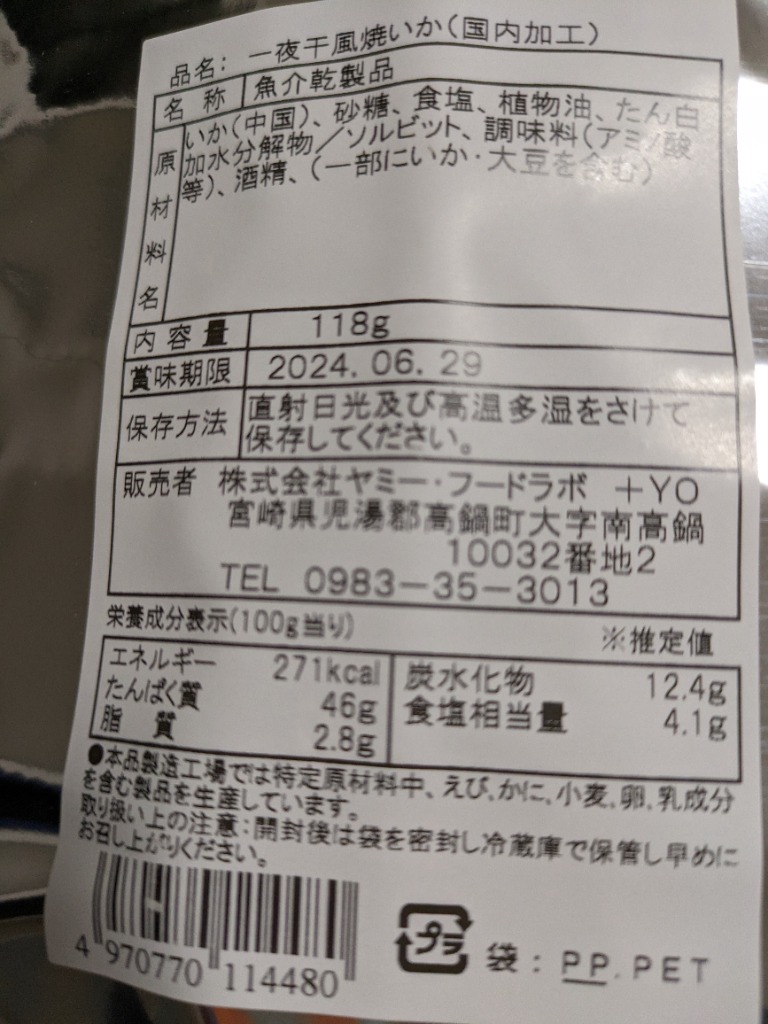 品名: 一夜干風焼いか(国内加工)
名称 魚介乾製品
原材料名 いか(中国)、砂糖、食塩、植物油、たん白
加水分解物/ソルビット、調味料(アミノ酸
等)、酒精、(一部にいか・大豆を含む)
内容量 118g
賞味期限 2024.06.29
保存方法 直射日光及び高温多湿をさけて
保存してください。
販売者 株式会社ヤミー・フードラボ +YO
宮崎県児湯郡高鍋町大字南高鍋
10032番地2
TEL 0983-35-3013
栄養成分表示(100g当り) ※推定値
エネルギー 271kcal 炭水化物 12.4g
たんぱく質 46g 食塩相当量 4.1g
脂質 2.8g
●本品製造工場では特定原材料中、えび、かに、小麦、卵、乳成分
を含む製品を生産しています。
取り扱い上の注意:開封後は袋を密封し冷蔵庫で保管し早めに
お召し上がりください。
4 970770 114480
プラ 袋:PP.PET